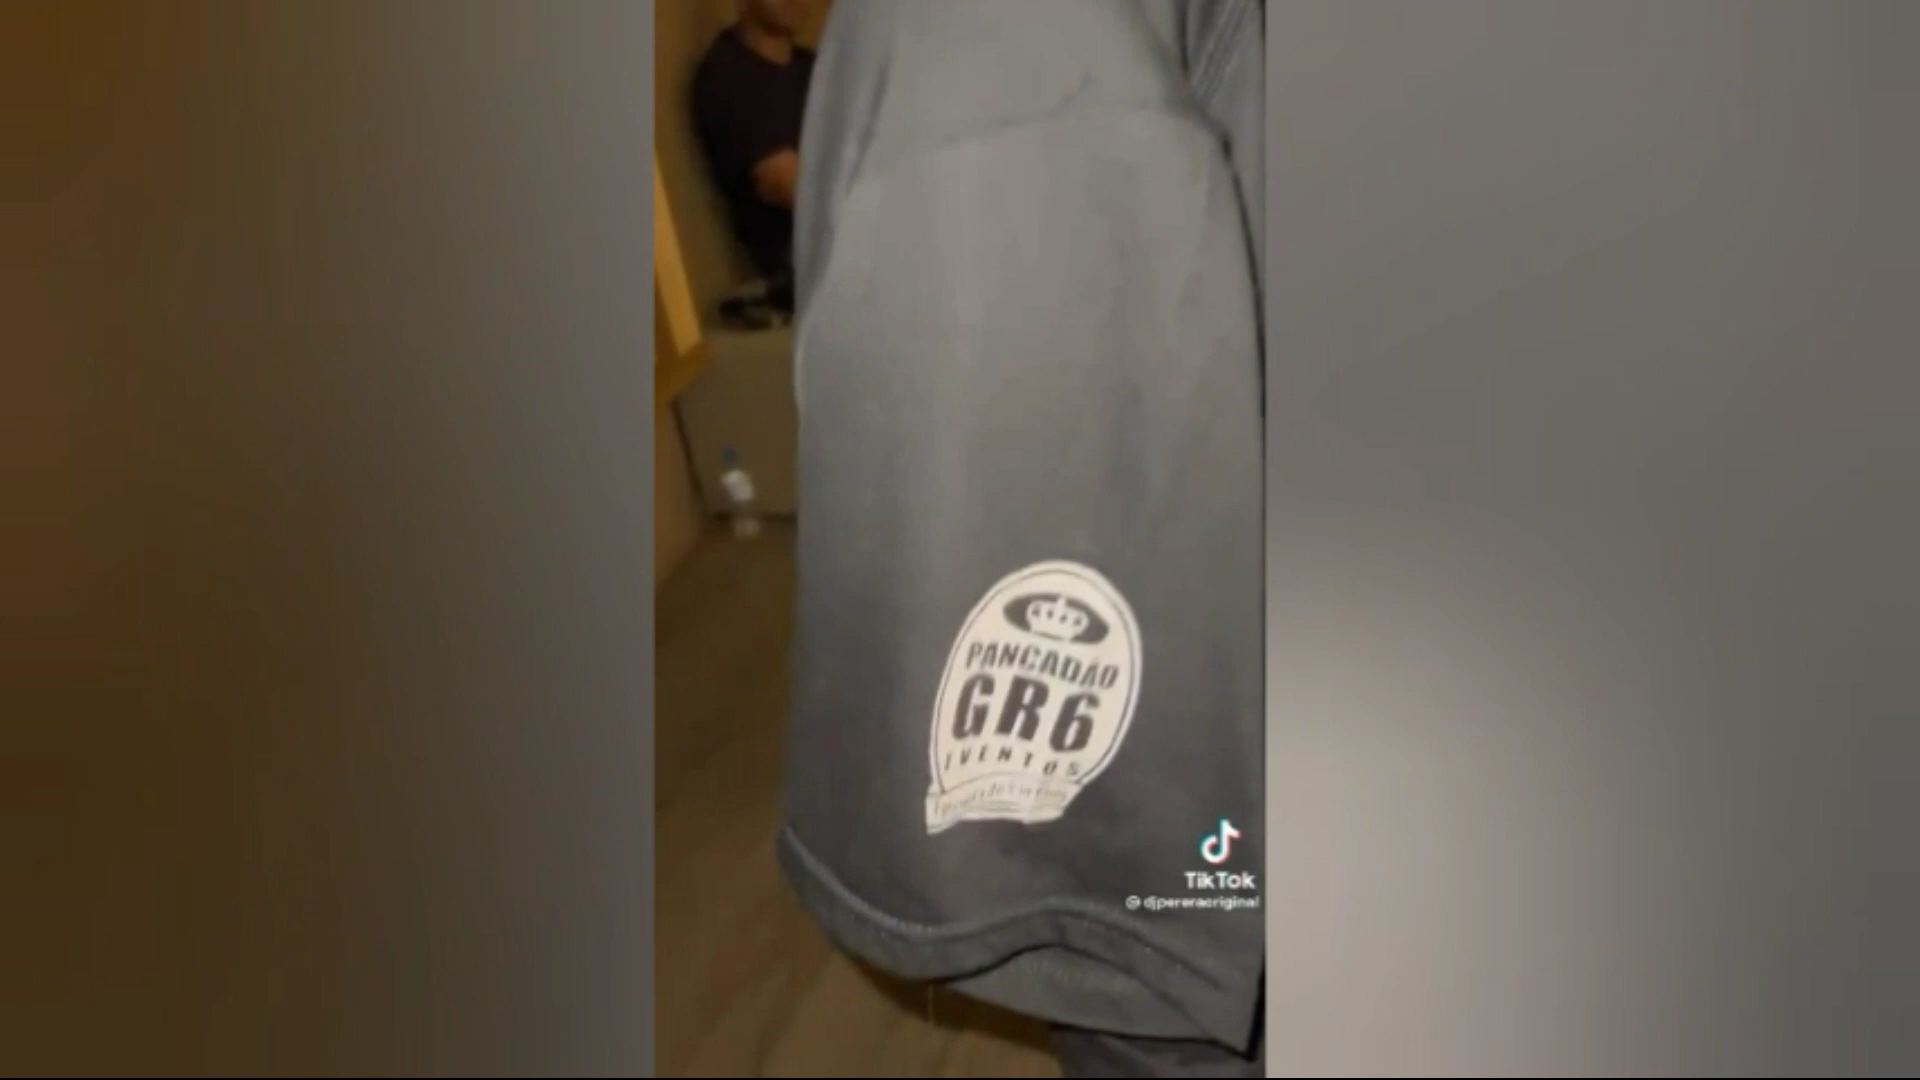 PANCADÃO
GR6
EVENTOS
TikTok
@djpereraoriginal